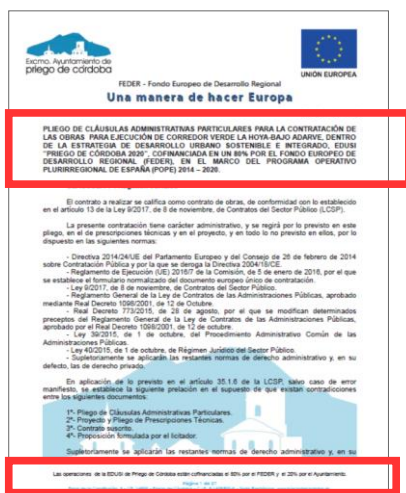 Excmo. Ayuntamiento de
priego de córdoba
UNIÓN EUROPEA
FEDER - Fondo Europeo de Desarrollo Regional
Una manera de hacer Europa
PLIEGO DE CLÁUSULAS ADMINISTRATIVAS PARTICULARES PARA LA CONTRATACIÓN DE
LAS OBRAS PARA EJECUCIÓN DE CORREDOR VERDE LA HOYA-BAJO ADARVE, DENTRO
DE LA ESTRATEGIA DE DESARROLLO URBANO SOSTENIBLE E INTEGRADO, EDUSI
"PRIEGO DE CÓRDOBA 2020", COFINANCIADA EN UN 80% POR EL FONDO EUROPEO DE
DESARROLLO REGIONAL (FEDER), EN EL MARCO DEL PROGRAMA OPERATIVO
PLURIRREGIONAL DE ESPAÑA (POPE) 2014 – 2020.
El contrato a realizar se califica como contrato de obras, de conformidad con lo establecido
en el artículo 13 de la Ley 9/2017, de 8 de noviembre, de Contratos del Sector Público (LCSP).
La presente contratación tiene carácter administrativo, y se regirá por lo previsto en este
pliego, en el de prescripciones técnicas y en el proyecto, y en todo lo no previsto en ellos, por lo
dispuesto en las siguientes normas:
- Directiva 2014/24/UE del Parlamento Europeo y del Consejo de 26 de febrero de 2014
sobre Contratación Pública y por la que se deroga la Directiva 2004/18/CE.
- Reglamento de Ejecución (UE) 2016/7 de la Comisión, de 5 de enero de 2016, por el que
se establece el formulario normalizado del documento europeo único de contratación.
- Ley 9/2017, de 8 de noviembre, de Contratos del Sector Público.
- Reglamento General de la Ley de Contratos de las Administraciones Públicas, aprobado
mediante Real Decreto 1098/2001, de 12 de octubre.
- Real Decreto 773/2015, de 28 de agosto, por el que se modifican determinados
preceptos del Reglamento General de la Ley de Contratos de las Administraciones Públicas,
aprobado por el Real Decreto 1098/2001, de 12 de octubre.
- Ley 39/2015, de 1 de octubre, del Procedimiento Administrativo Común de las
Administraciones Públicas.
- Ley 40/2015, de 1 de octubre, de Régimen Jurídico del Sector Público.
- Supletoriamente se aplicarán las restantes normas de derecho administrativo y, en su
defecto, las de derecho privado.
En aplicación de lo previsto en el artículo 35.1.6 de la LCSP, salvo caso de error
manifiesto, se establece la siguiente prelación en el supuesto de que existan contradicciones
entre los siguientes documentos:
1º- Pliego de Cláusulas Administrativas Particulares.
2º- Proyecto y Pliego de Prescripciones Técnicas.
3º- Contrato suscrito.
4º- Proposición formulada por el licitador.
Supletoriamente se aplicarán las restantes normas de derecho administrativo y, en su
Las operaciones de la EDUSI de Priego de Córdoba están cofinanciadas el 80% por el FEDER y el 20% por el Ayuntamiento.